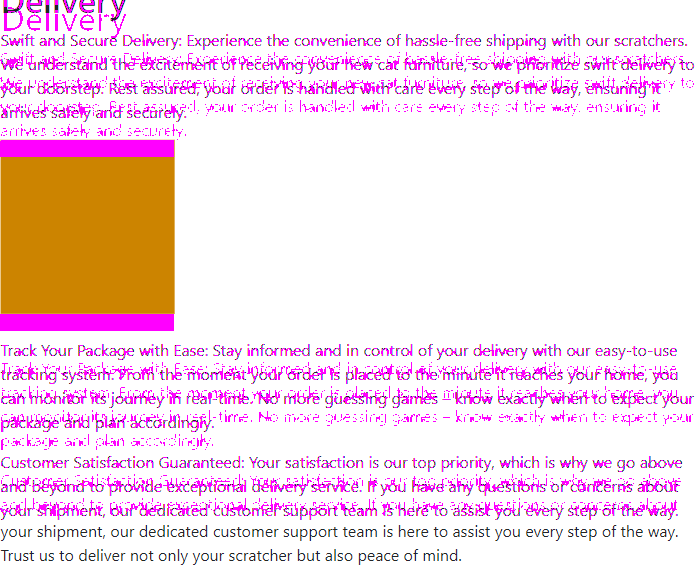 Delivery
Swift and Secure Delivery: Experience the convenience of hassle-free shipping with our scratchers.
We understand the excitement of receiving your new cat furniture, so we prioritize swift delivery to
your doorstep. Rest assured, your order is handled with care every step of the way, ensuring it
arrives safely and securely.
Track Your Package with Ease: Stay informed and in control of your delivery with our easy-to-use
tracking system. From the moment your order is placed to the minute it reaches your home, you
can monitor its journey in real-time. No more guessing games – know exactly when to expect your
package and plan accordingly.
Customer Satisfaction Guaranteed: Your satisfaction is our top priority, which is why we go above
and beyond to provide exceptional delivery service. If you have any questions or concerns about
your shipment, our dedicated customer support team is here to assist you every step of the way.
Trust us to deliver not only your scratcher but also peace of mind.